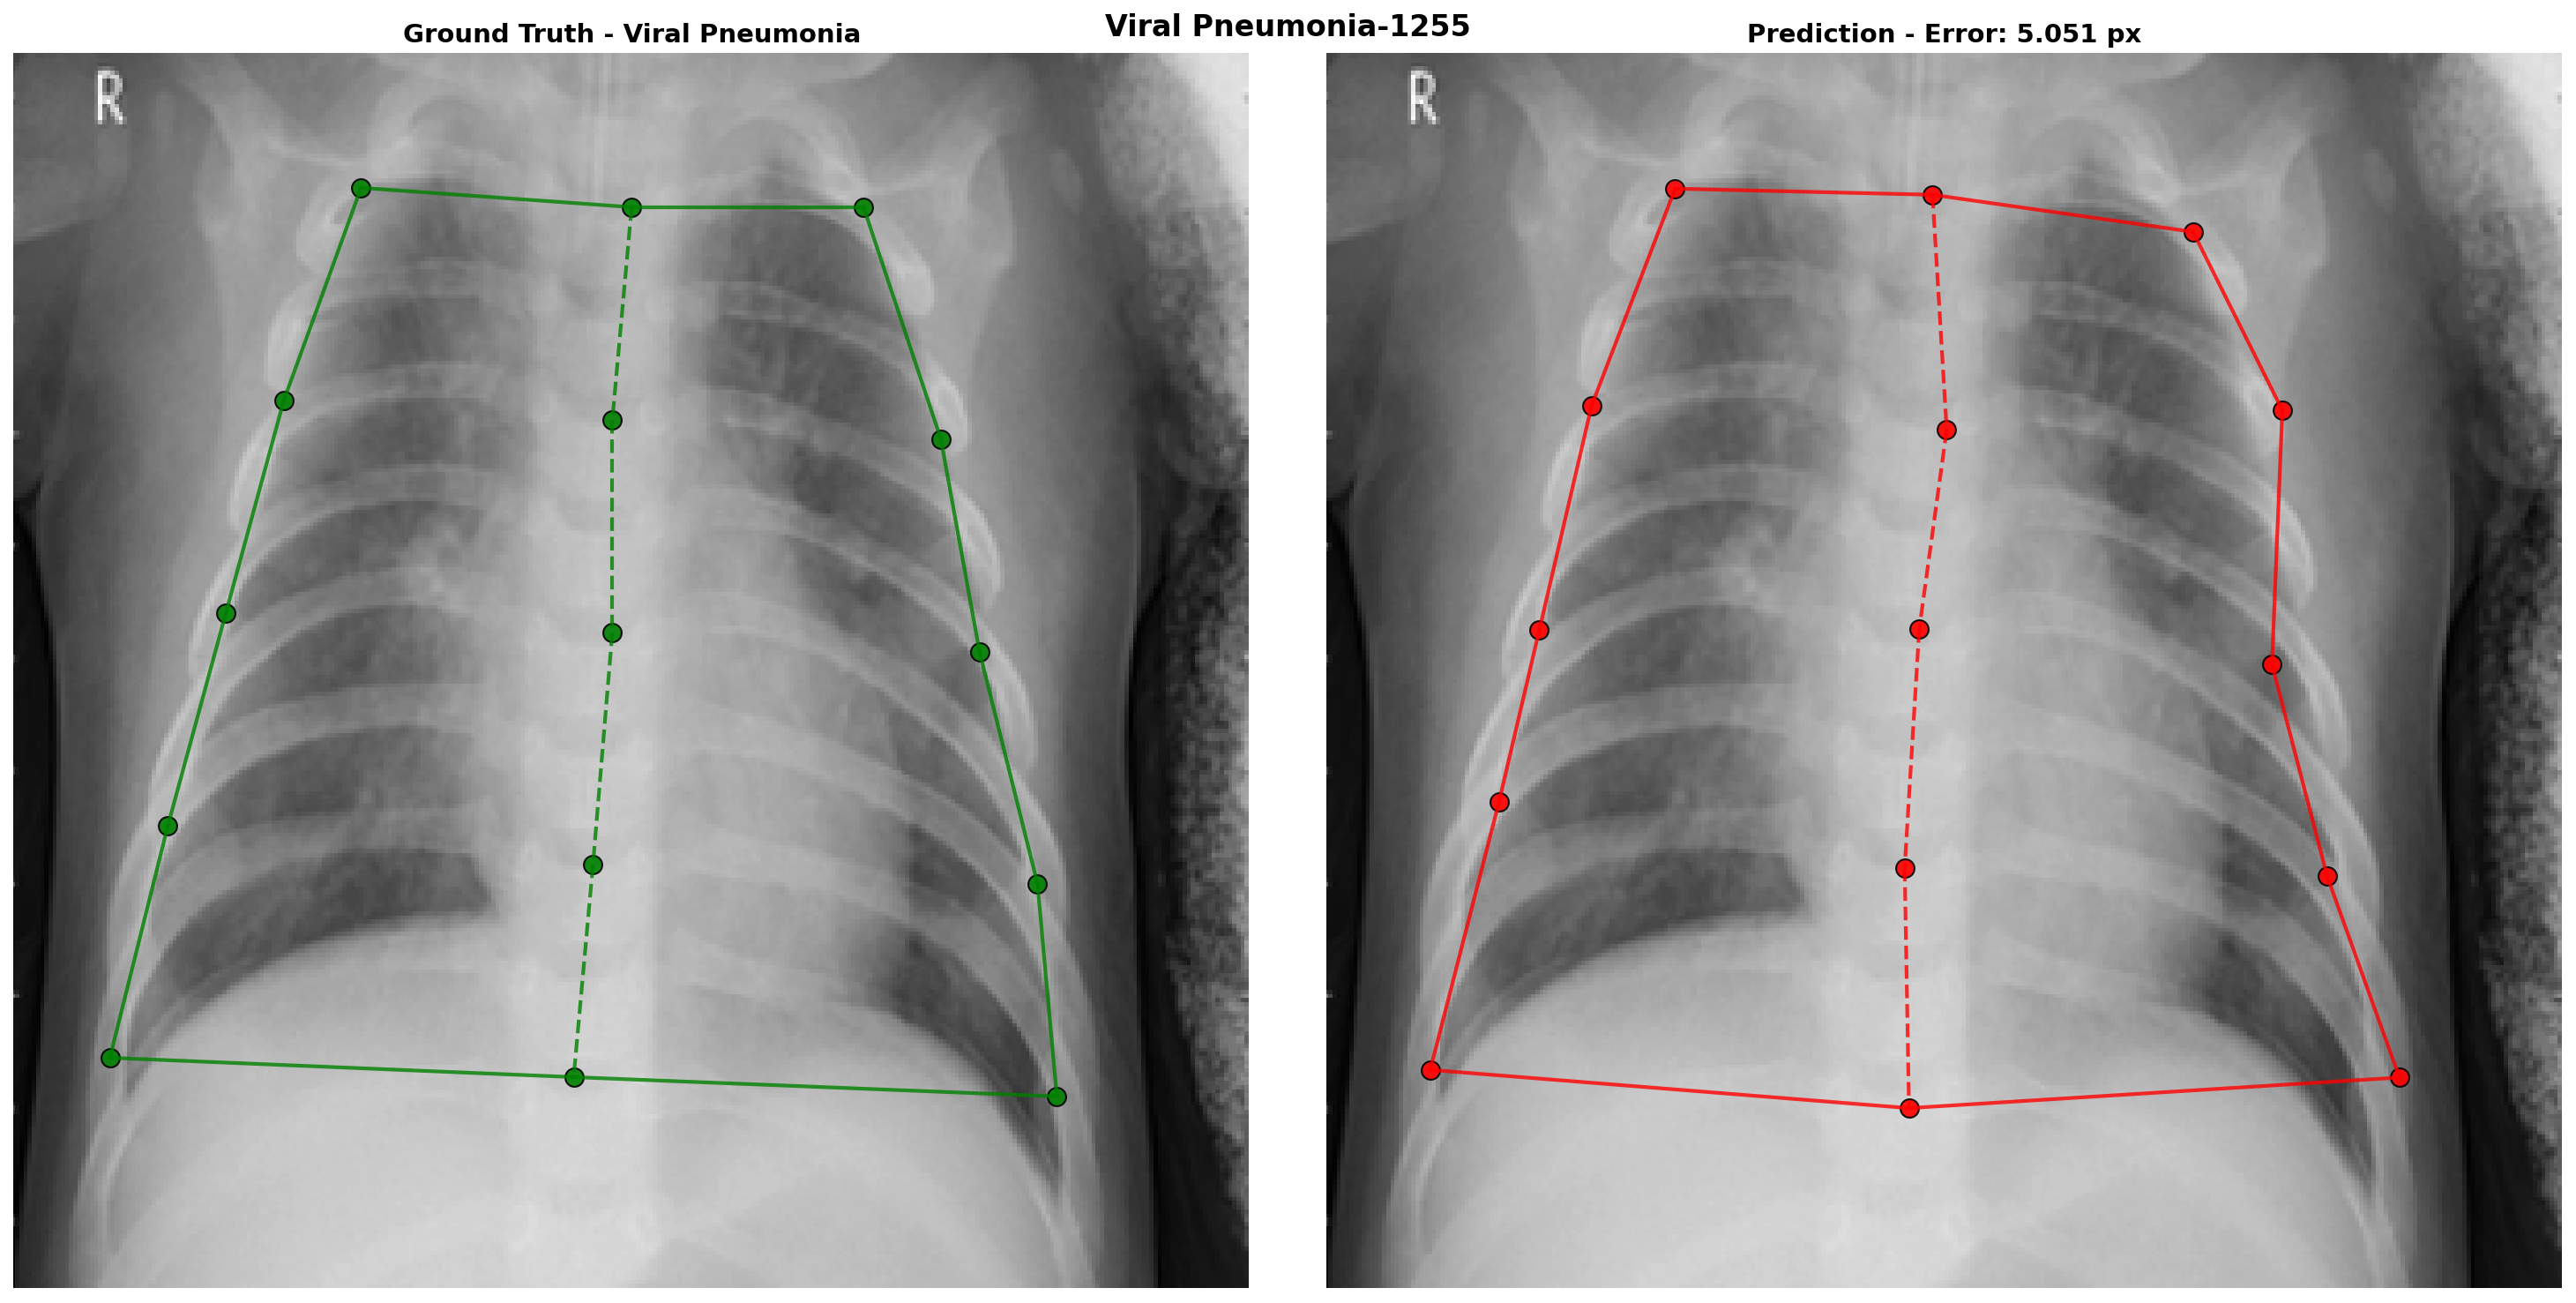 Viral Pneumonia-1255
Ground Truth - Viral Pneumonia
Prediction - Error: 5.051 px
R
R